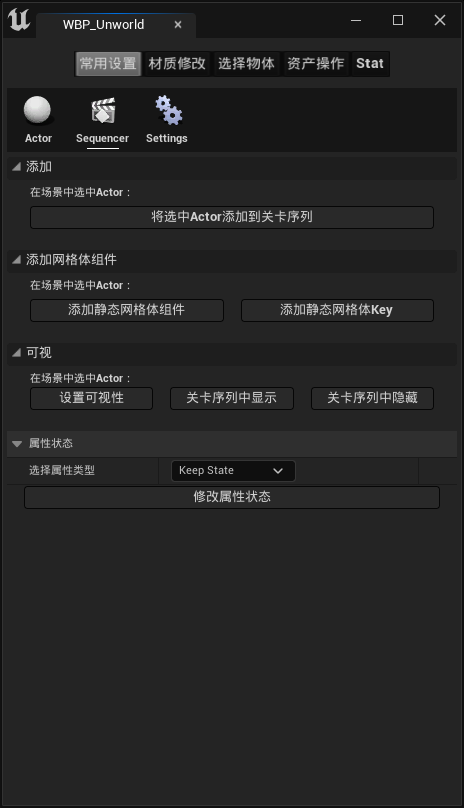 WBP_Unworld
常用设置 材质修改 选择物体 资产操作 Stat
Actor Sequencer Settings
添加
在场景中选中Actor：
将选中Actor添加到关卡序列
添加网格体组件
在场景中选中Actor：
添加静态网格体组件 添加静态网格体Key
可视
在场景中选中Actor：
设置可视性 关卡序列中显示 关卡序列中隐藏
属性状态
选择属性类型 Keep State
修改属性状态